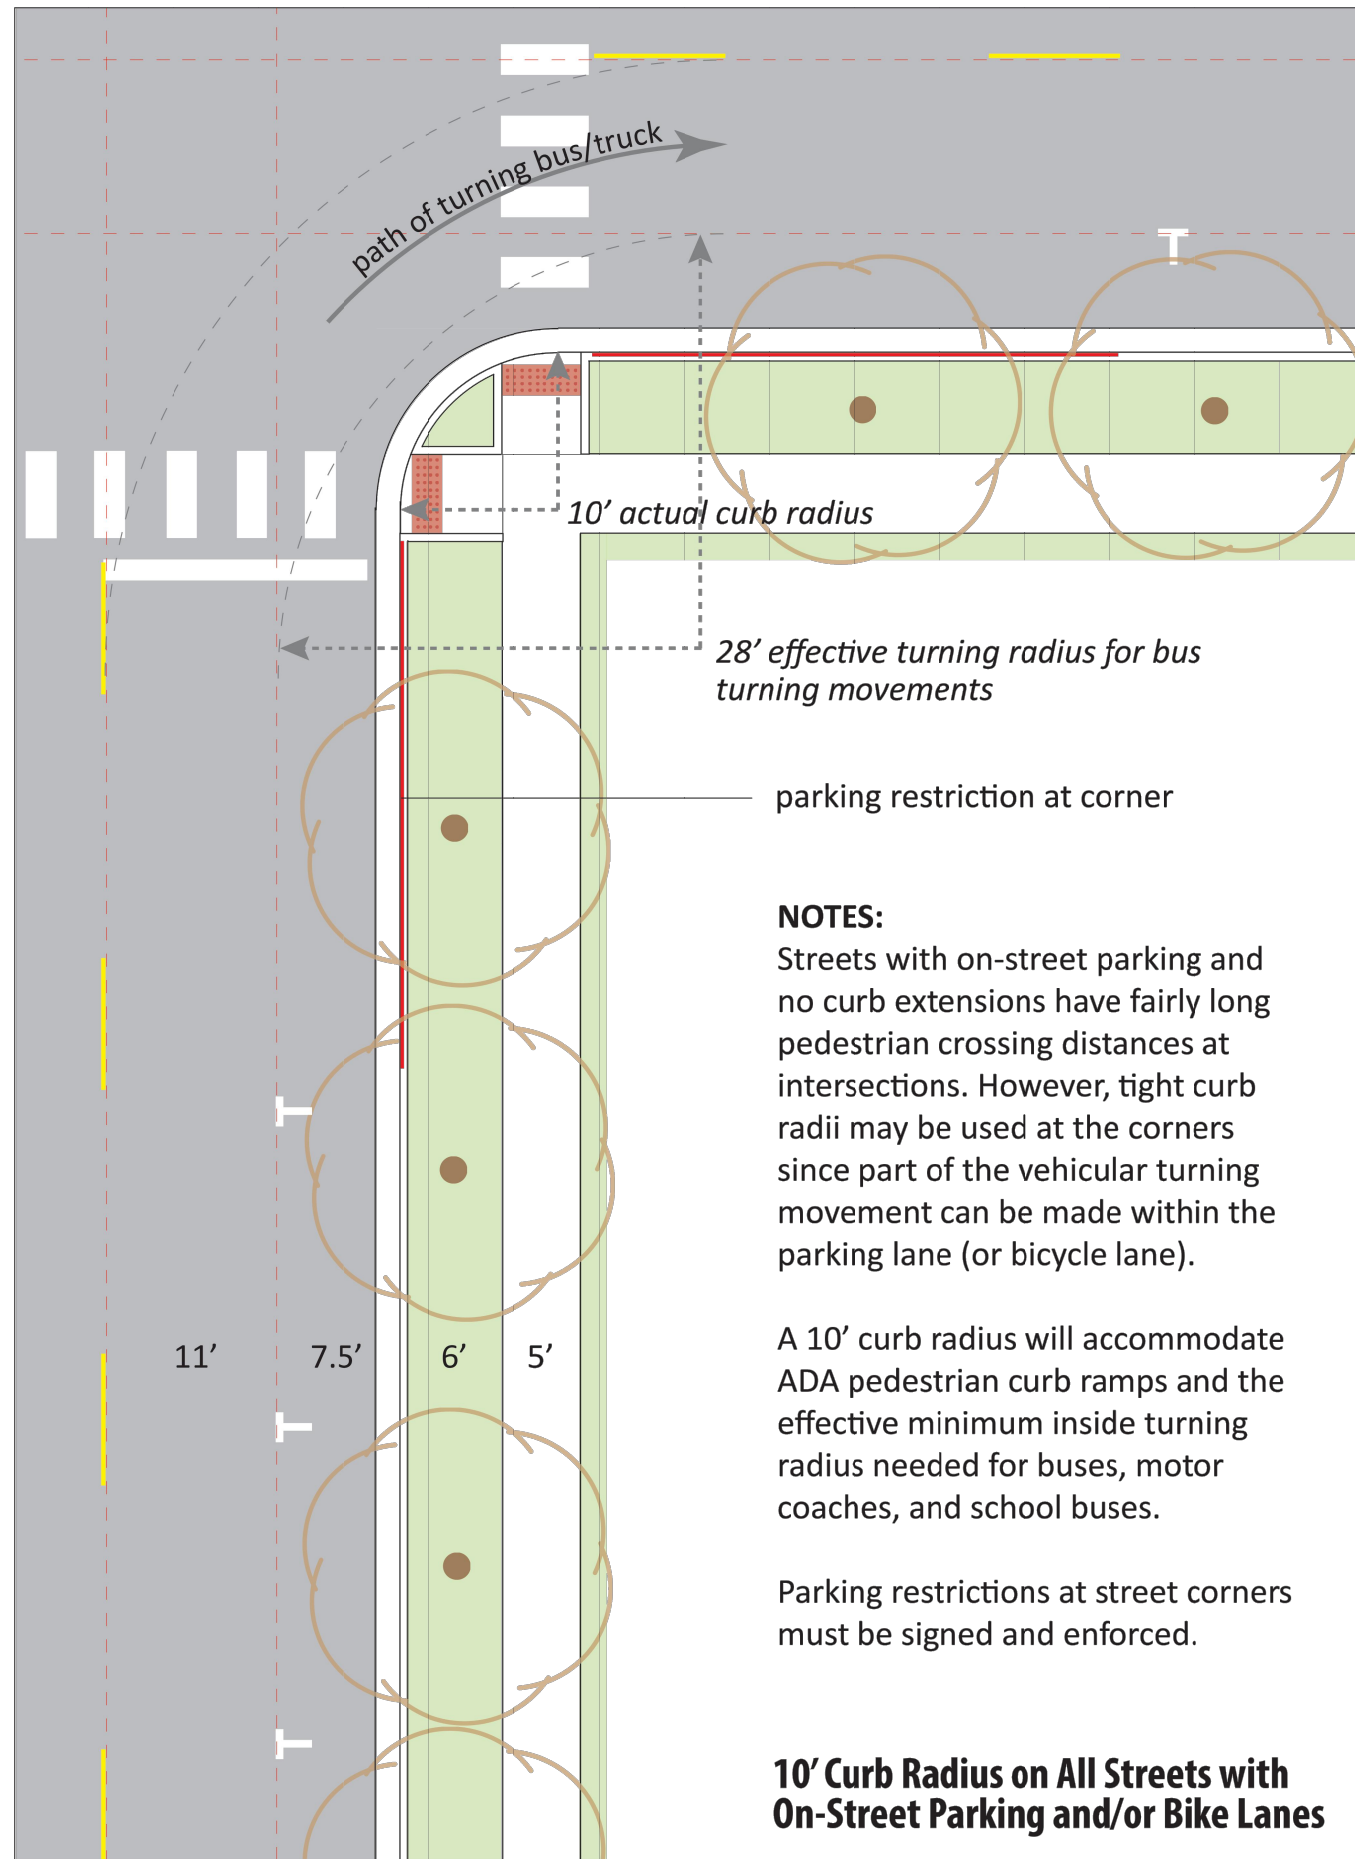 path of turning bus/truck
10’ actual curb radius
28’ effective turning radius for bus
turning movements
parking restriction at corner
NOTES:
Streets with on-street parking and
no curb extensions have fairly long
pedestrian crossing distances at
intersections. However, tight curb
radii may be used at the corners
since part of the vehicular turning
movement can be made within the
parking lane (or bicycle lane).
A 10’ curb radius will accommodate
ADA pedestrian curb ramps and the
effective minimum inside turning
radius needed for buses, motor
coaches, and school buses.
Parking restrictions at street corners
must be signed and enforced.
11’ 7.5’ 6’ 5’
10’ Curb Radius on All Streets with
On-Street Parking and/or Bike Lanes